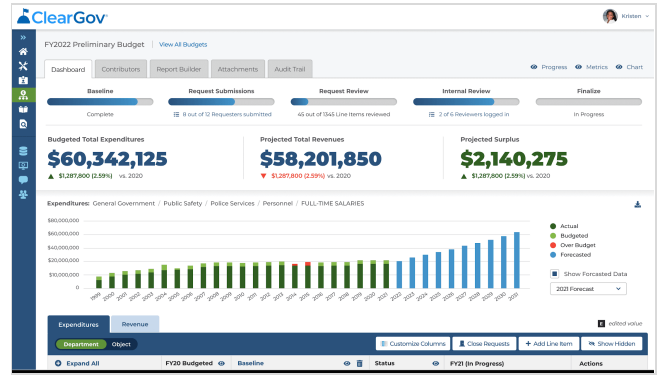 ClearGov
Kristen
FY2022 Preliminary Budget
View All Budgets
Dashboard
Contributors
Report Builder
Attachments
Audit Trail
Progress
Metrics
Chart
Baseline
Request Submissions
Request Review
Internal Review
Finalize
Complete
8 out of 12 Requesters submitted
45 out of 1345 Line Items reviewed
2 of 6 Reviewers logged in
In Progress
Budgeted Total Expenditures
Projected Total Revenues
Projected Surplus
$60,342,125
$58,201,850
$2,140,275
$1,287,800 (2.59%) vs. 2020
$1,287,800 (2.59%) vs. 2020
$1,287,800 (2.59%) vs. 2020
Expenditures: General Government / Public Safety / Police Services / Personnel / FULL-TIME SALARIES
$80,000,000
$60,000,000
$40,000,000
$20,000,000
$10,000,000
0
Actual
Budgeted
Over Budget
Forecasted
Show Forcasted Data
2021 Forecast
Expenditures
Revenue
E edited value
Department
Object
Customize Columns
Close Requests
+ Add Line Item
Show Hidden
Expand All
FY20 Budgeted
Baseline
Status
FY21 (In Progress)
Actions